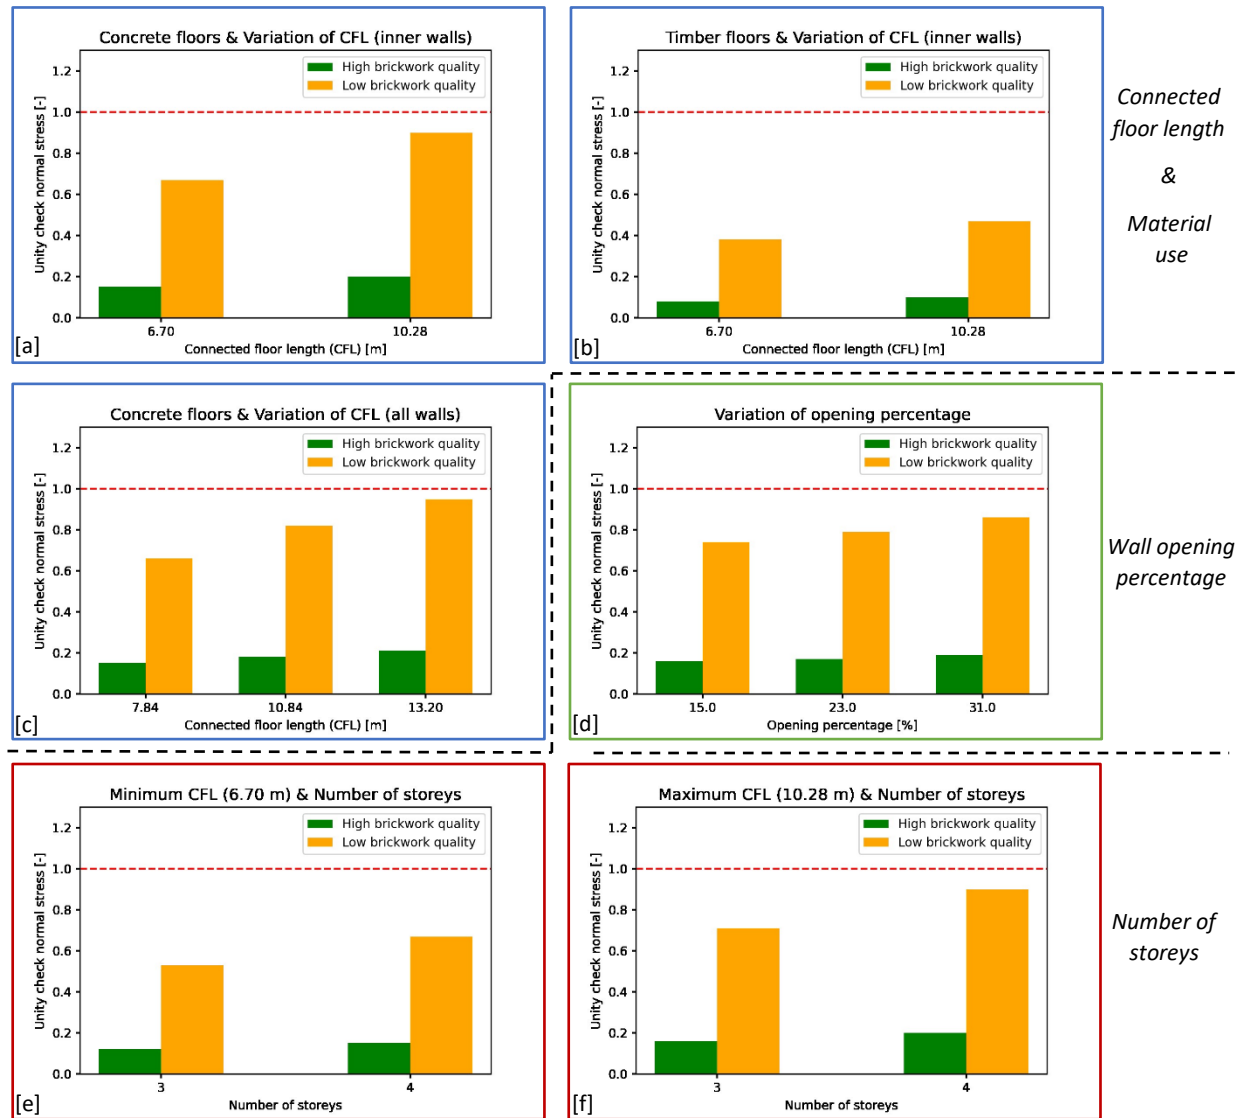 Concrete floors & Variation of CFL (inner walls)
High brickwork quality
Low brickwork quality
Unity check normal stress [-]
1.2
1.0
0.8
0.6
0.4
0.2
0.0
6.70
10.28
Connected floor length (CFL) [m]
[a]
Timber floors & Variation of CFL (inner walls)
High brickwork quality
Low brickwork quality
Unity check normal stress [-]
1.2
1.0
0.8
0.6
0.4
0.2
0.0
6.70
10.28
Connected floor length (CFL) [m]
[b]
Connected
floor length
&
Material
use
Concrete floors & Variation of CFL (all walls)
High brickwork quality
Low brickwork quality
Unity check normal stress [-]
1.2
1.0
0.8
0.6
0.4
0.2
0.0
7.84
10.84
13.20
Connected floor length (CFL) [m]
[c]
Variation of opening percentage
High brickwork quality
Low brickwork quality
Unity check normal stress [-]
1.2
1.0
0.8
0.6
0.4
0.2
0.0
15.0
23.0
31.0
Opening percentage [%]
[d]
Wall opening
percentage
Minimum CFL (6.70 m) & Number of storeys
High brickwork quality
Low brickwork quality
Unity check normal stress [-]
1.2
1.0
0.8
0.6
0.4
0.2
0.0
3
4
Number of storeys
[e]
Maximum CFL (10.28 m) & Number of storeys
High brickwork quality
Low brickwork quality
Unity check normal stress [-]
1.2
1.0
0.8
0.6
0.4
0.2
0.0
3
4
Number of storeys
[f]
Number of
storeys